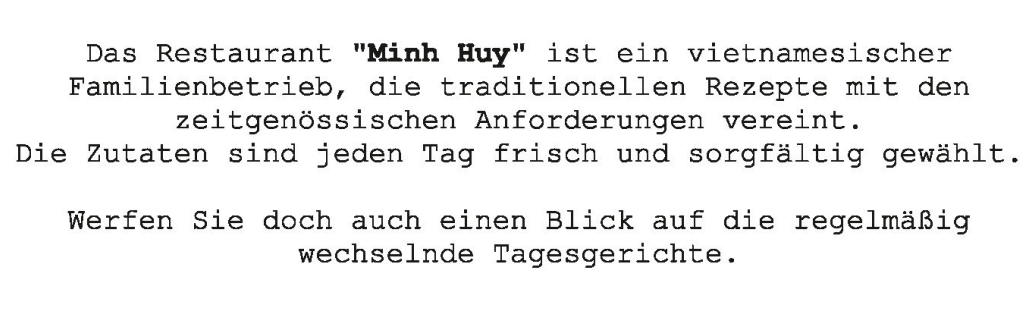 Das Restaurant "Minh Huy" ist ein vietnamesischer
Familienbetrieb, die traditionellen Rezepte mit den
zeitgenössischen Anforderungen vereint.
Die Zutaten sind jeden Tag frisch und sorgfältig gewählt.
Werfen Sie doch auch einen Blick auf die regelmäßig
wechselnde Tagesgerichte.